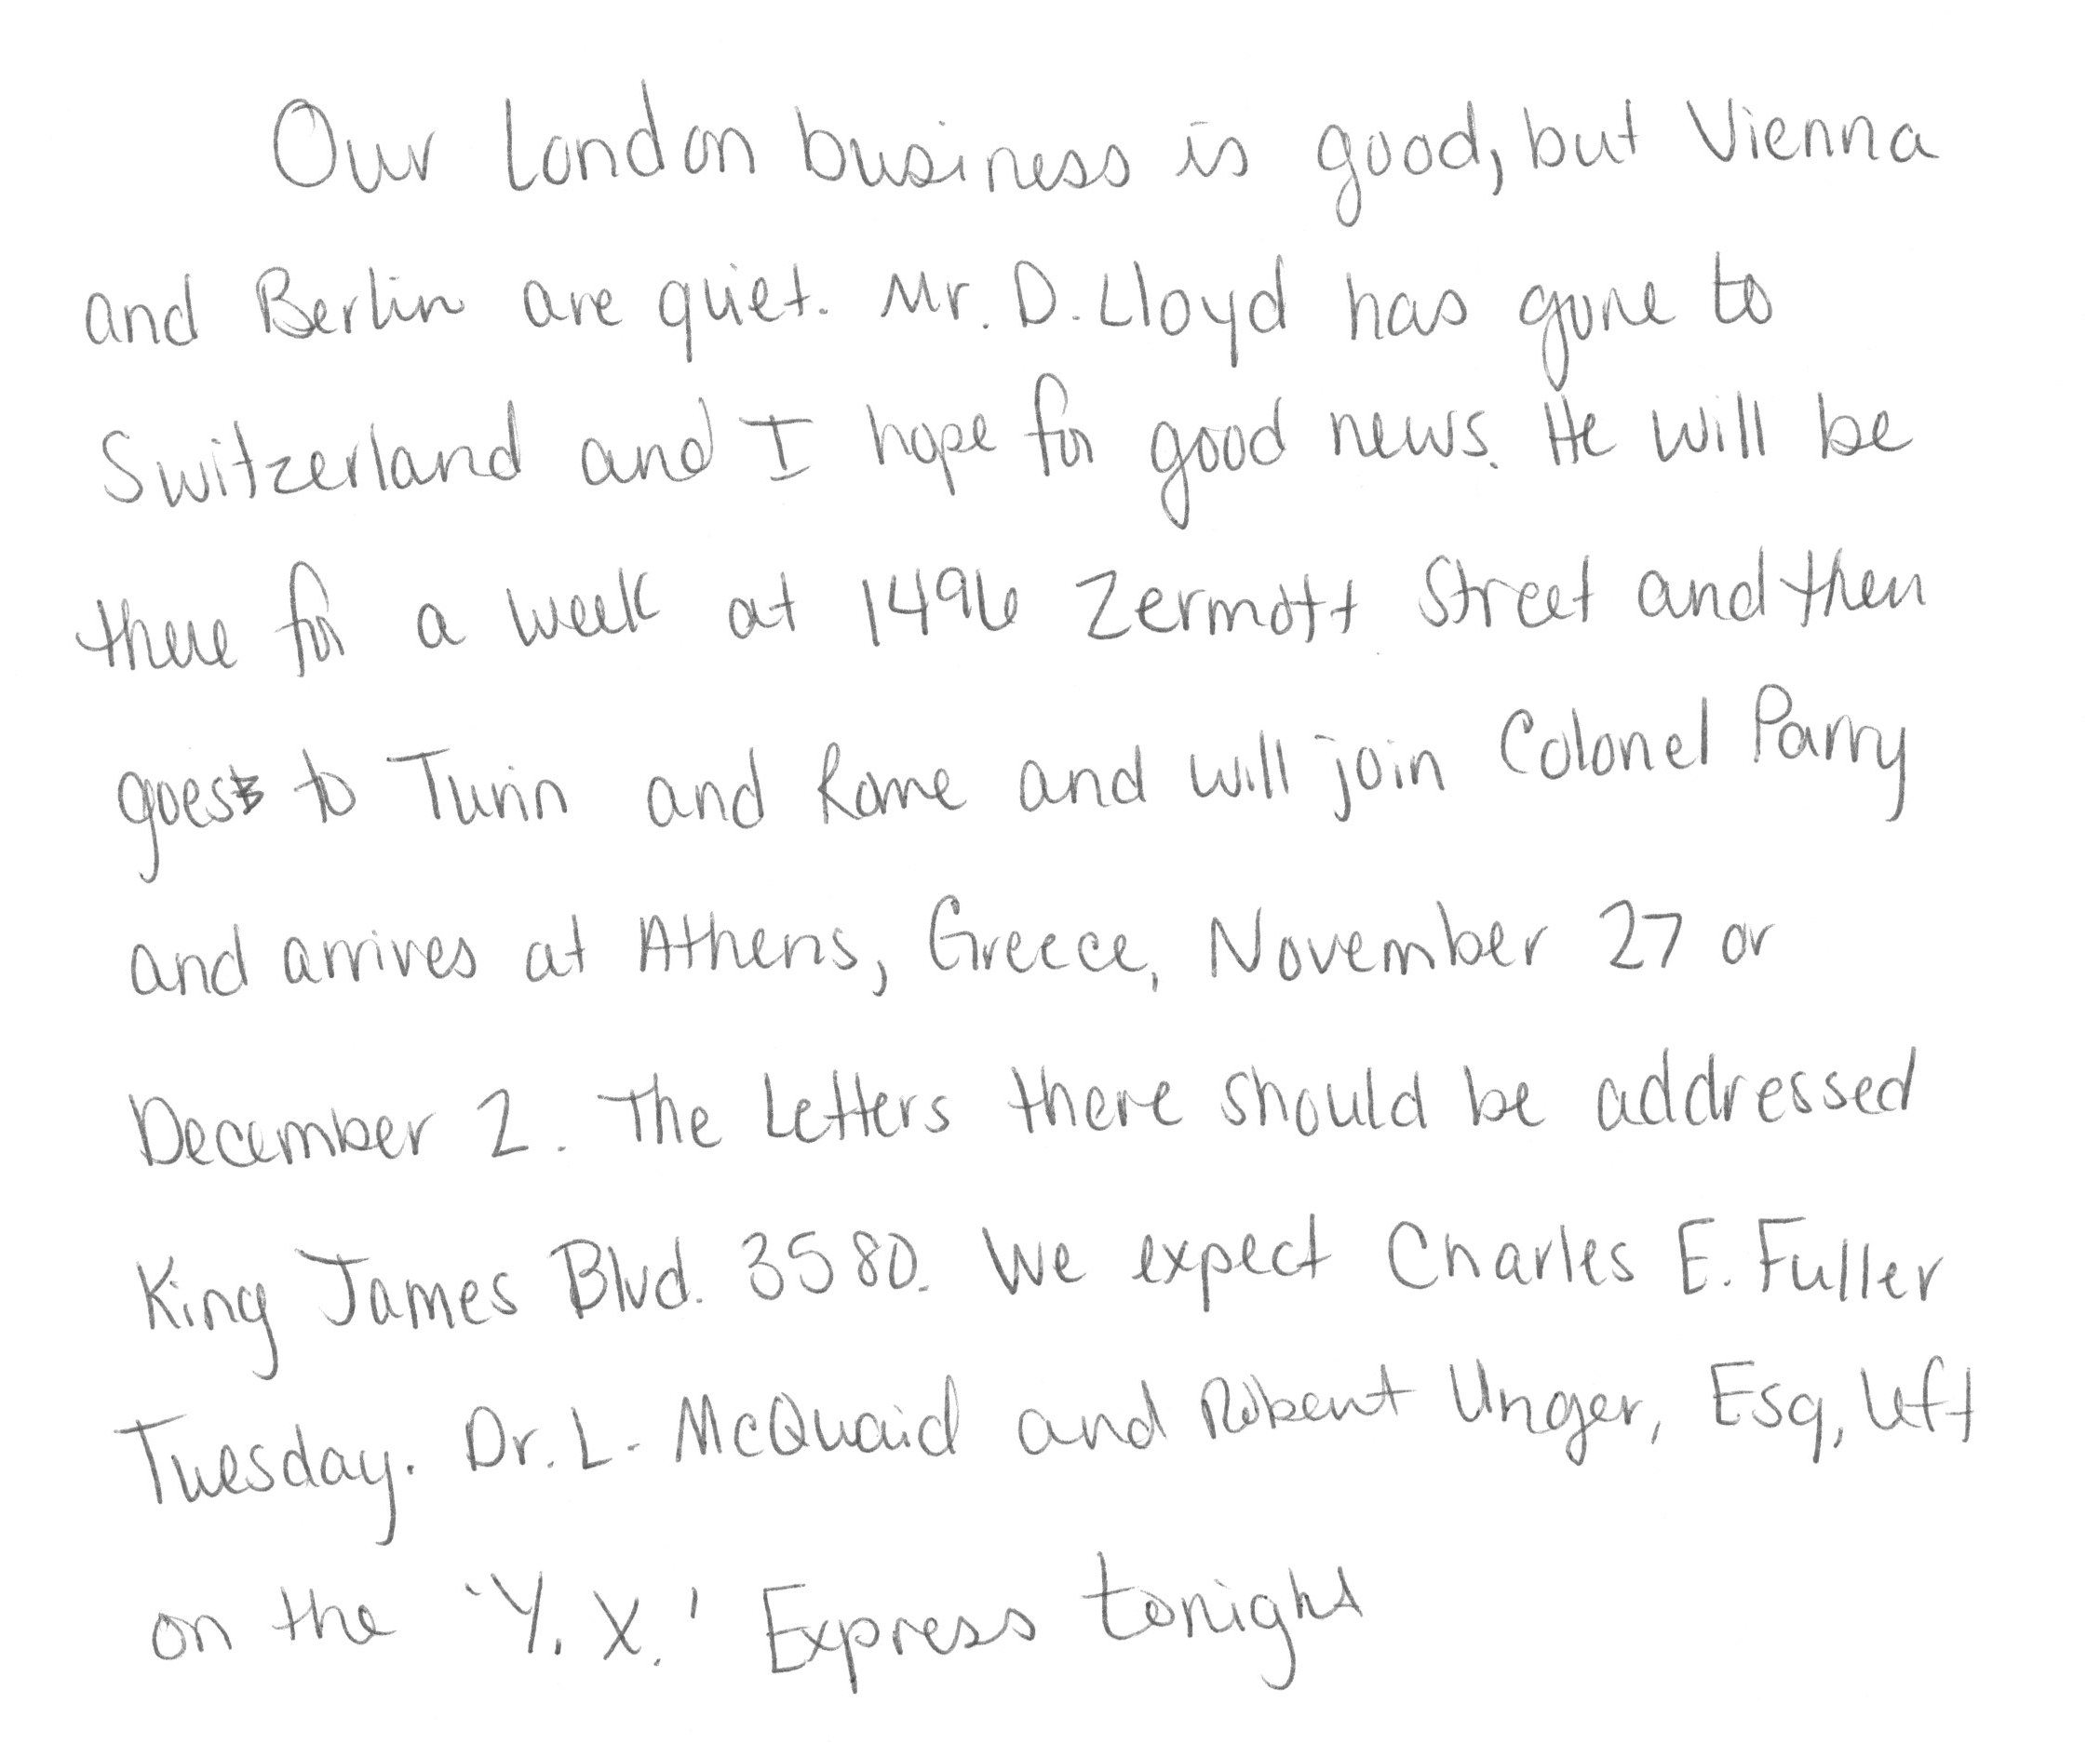 Our London business is good, but Vienna
and Berlin are quiet. Mr. D. Lloyd has gone to
Switzerland and I hope for good news. He will be
there for a week at 1496 Zermott Street and then
goes to Turin and Rome and will join Colonel Parry
and arrives at Athens, Greece, November 27 or
December 2. The Letters there should be addressed
King James Blvd. 3580. We expect Charles E. Fuller
Tuesday. Dr. L. McQuaid and Robert Unger, Esq, left
on the 'Y. X.' Express tonight